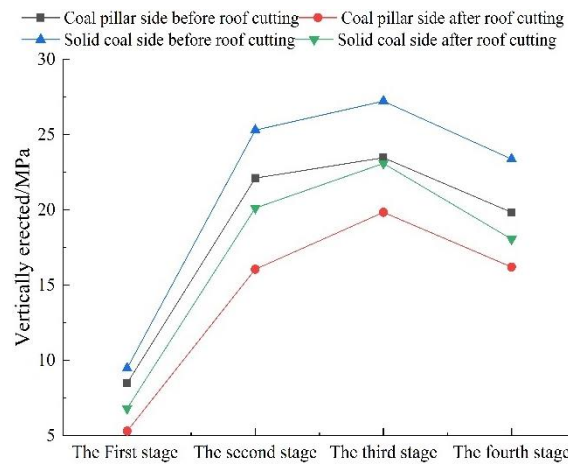 Coal pillar side before roof cutting Coal pillar side after roof cutting
Solid coal side before roof cutting Solid coal side after roof cutting
30
25
20
15
10
5
Vertically erected/MPa
The First stage The second stage The third stage The fourth stage